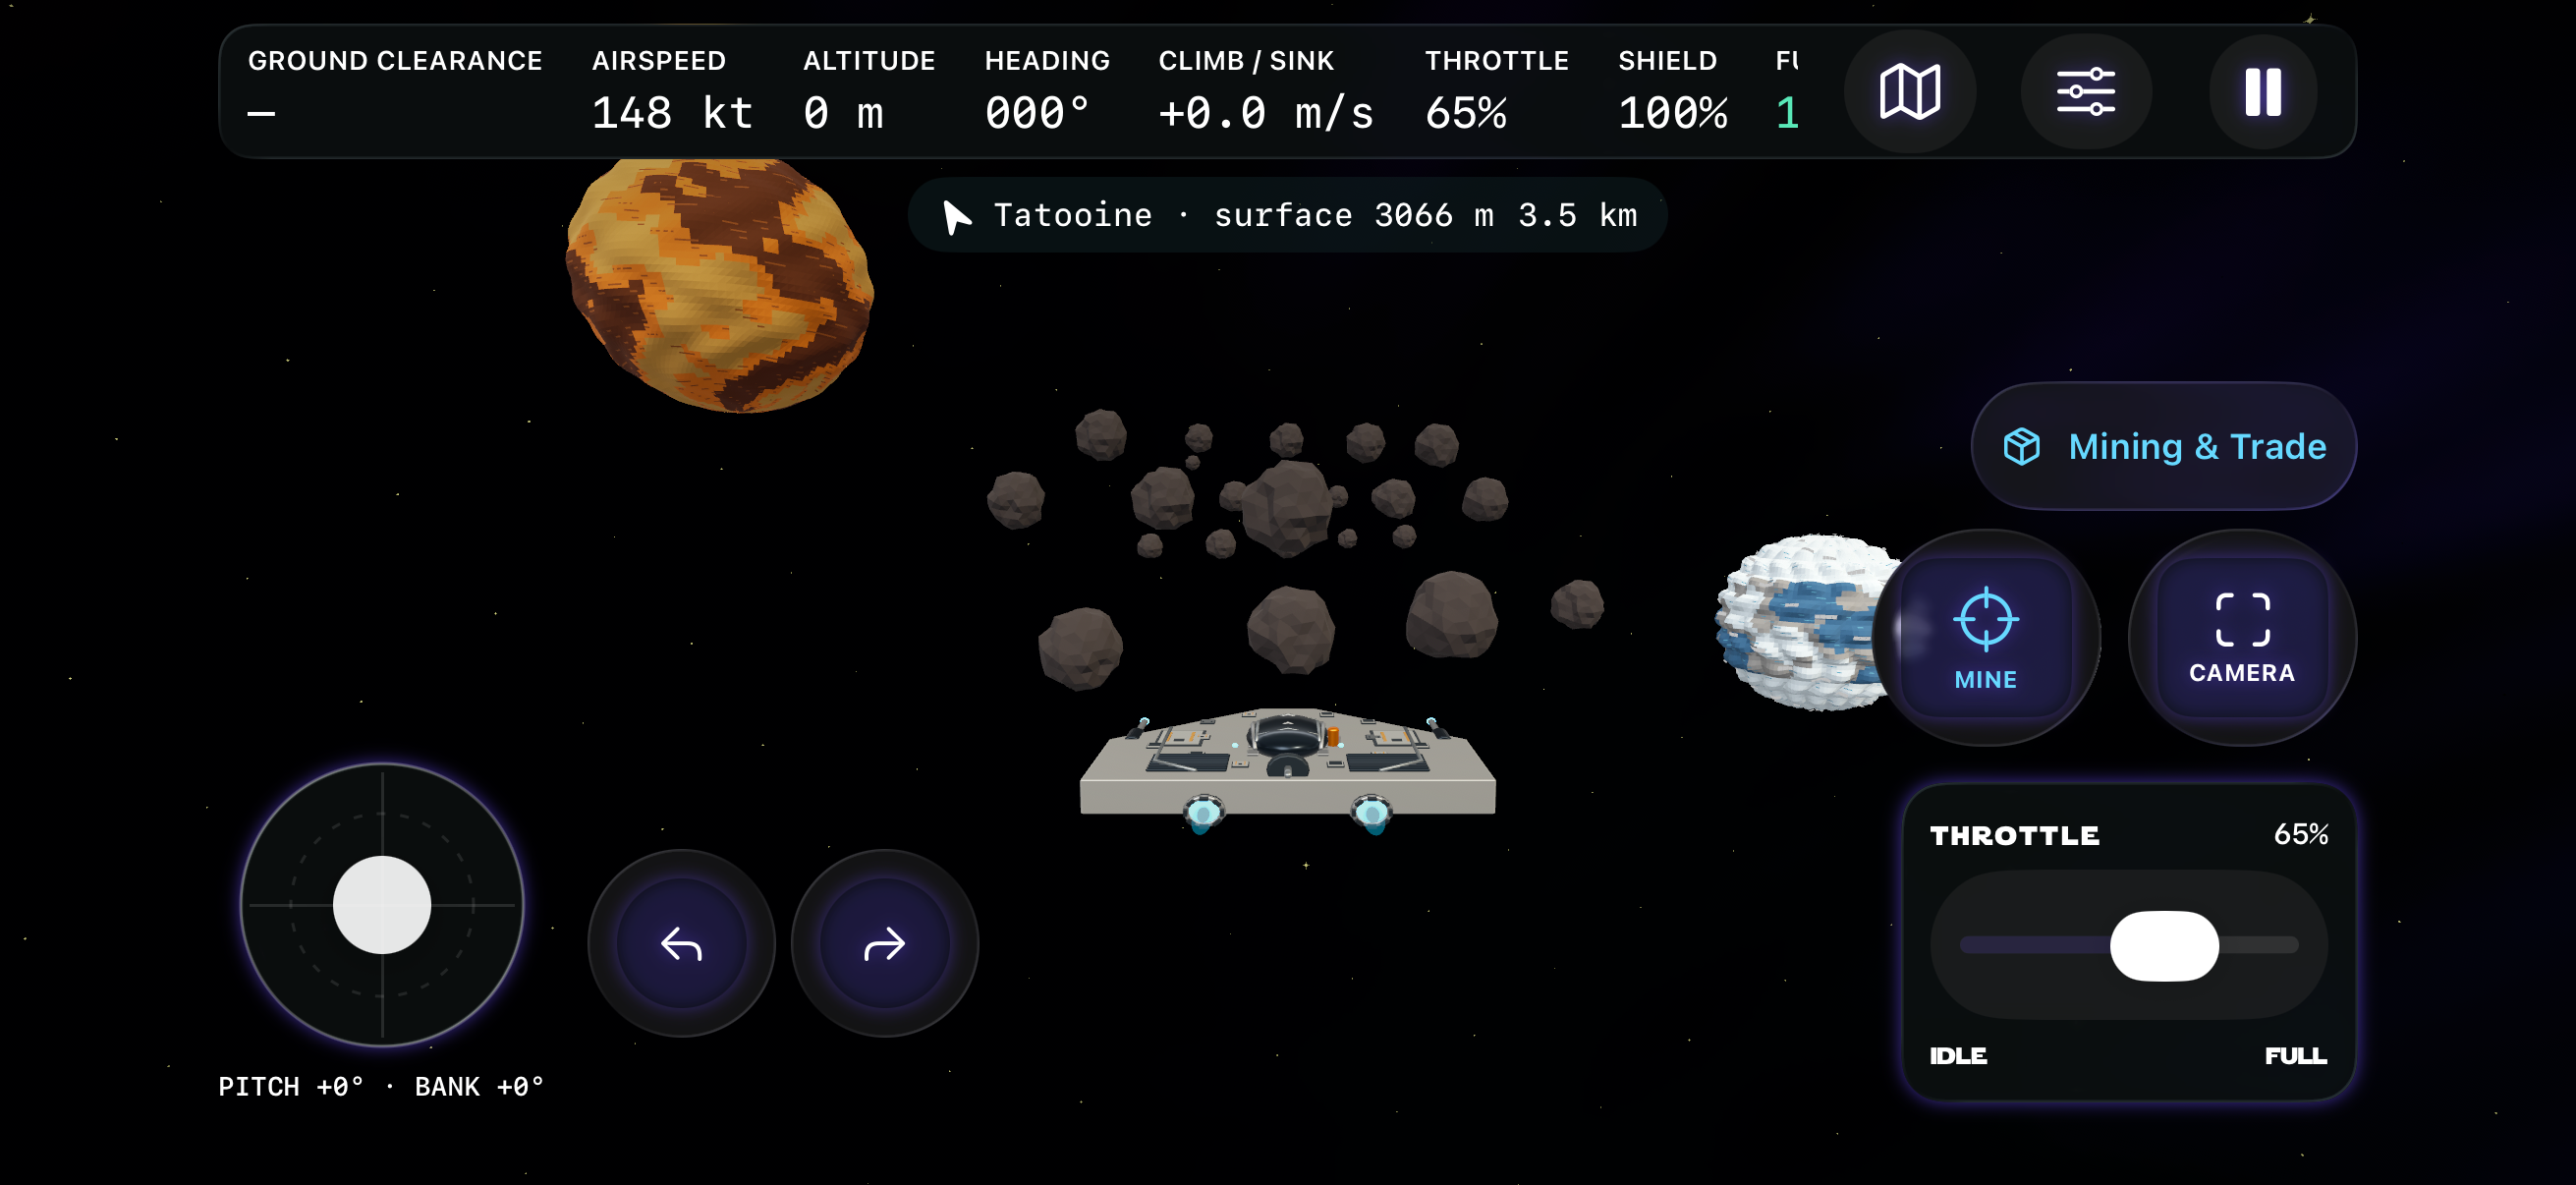 GROUND CLEARANCE AIRSPEED ALTITUDE HEADING CLIMB / SINK THROTTLE SHIELD
— 148 kt 0 m 000° +0.0 m/s 65% 100%
Tatooine · surface 3066 m 3.5 km
Mining & Trade
MINE
CAMERA
THROTTLE 65%
IDLE FULL
PITCH +0° · BANK +0°